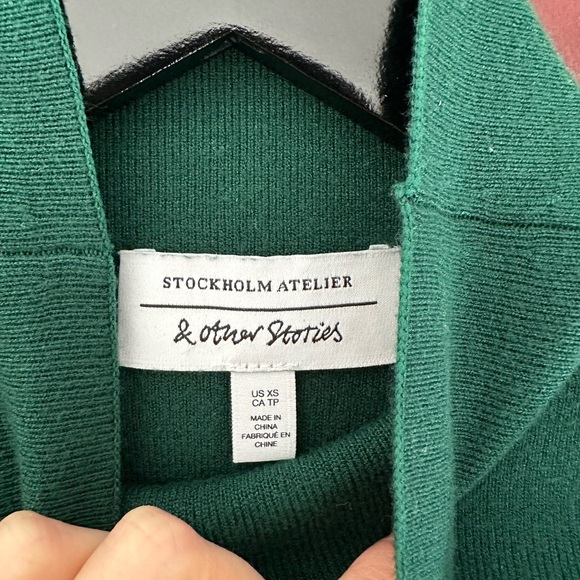 STOCKHOLM ATELIER
& other Stories
US XS
CA TP
MADE IN
CHINA
FABRIQUÉ EN
CHINE